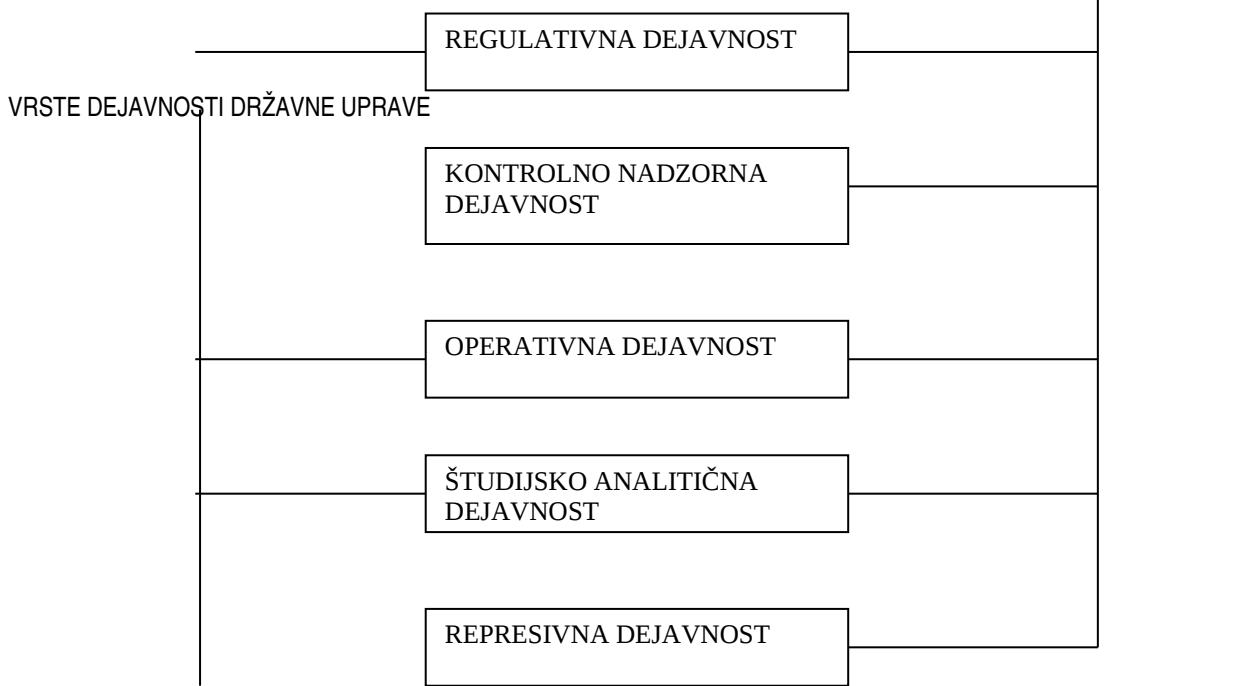 REGULATIVNA DEJAVNOST
VRSTE DEJAVNOSTI DRŽAVNE UPRAVE
KONTROLNO NADZORNA
DEJAVNOST
OPERATIVNA DEJAVNOST
ŠTUDIJSKO ANALITIČNA
DEJAVNOST
REPRESIVNA DEJAVNOST